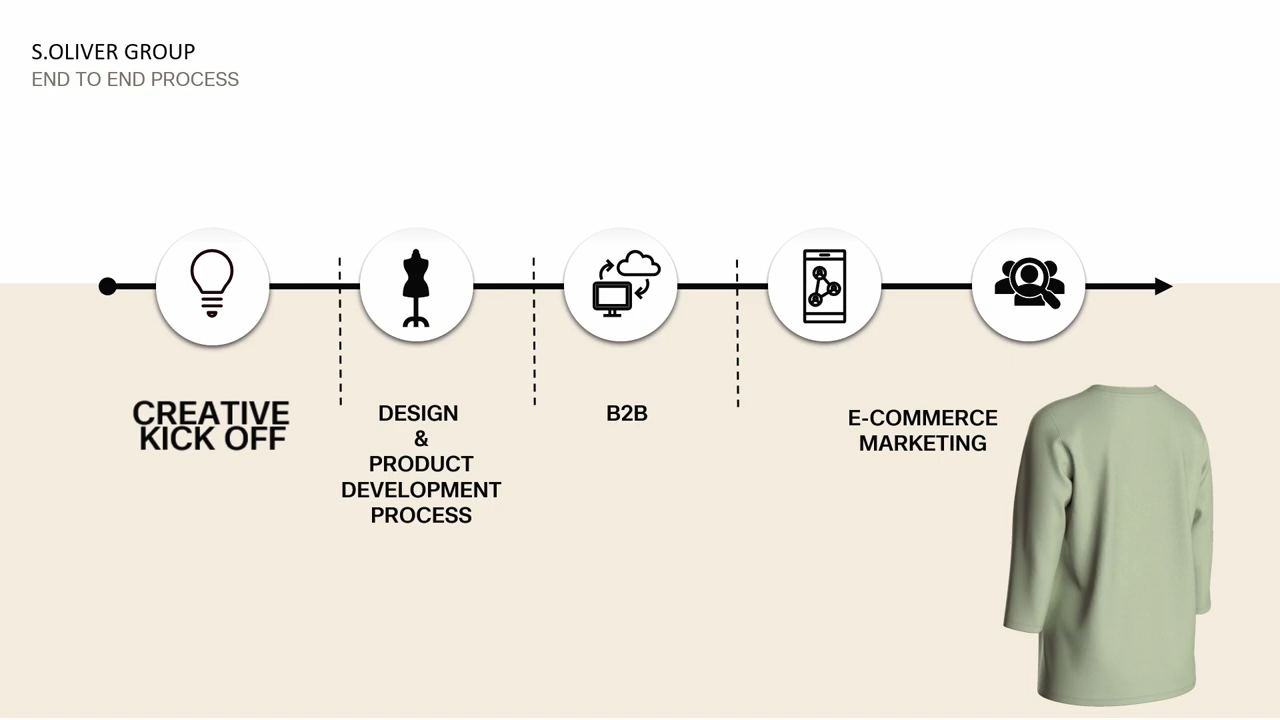 S.OLIVER GROUP
END TO END PROCESS
CREATIVE
KICK OFF
DESIGN
&
PRODUCT
DEVELOPMENT
PROCESS
B2B
E-COMMERCE
MARKETING